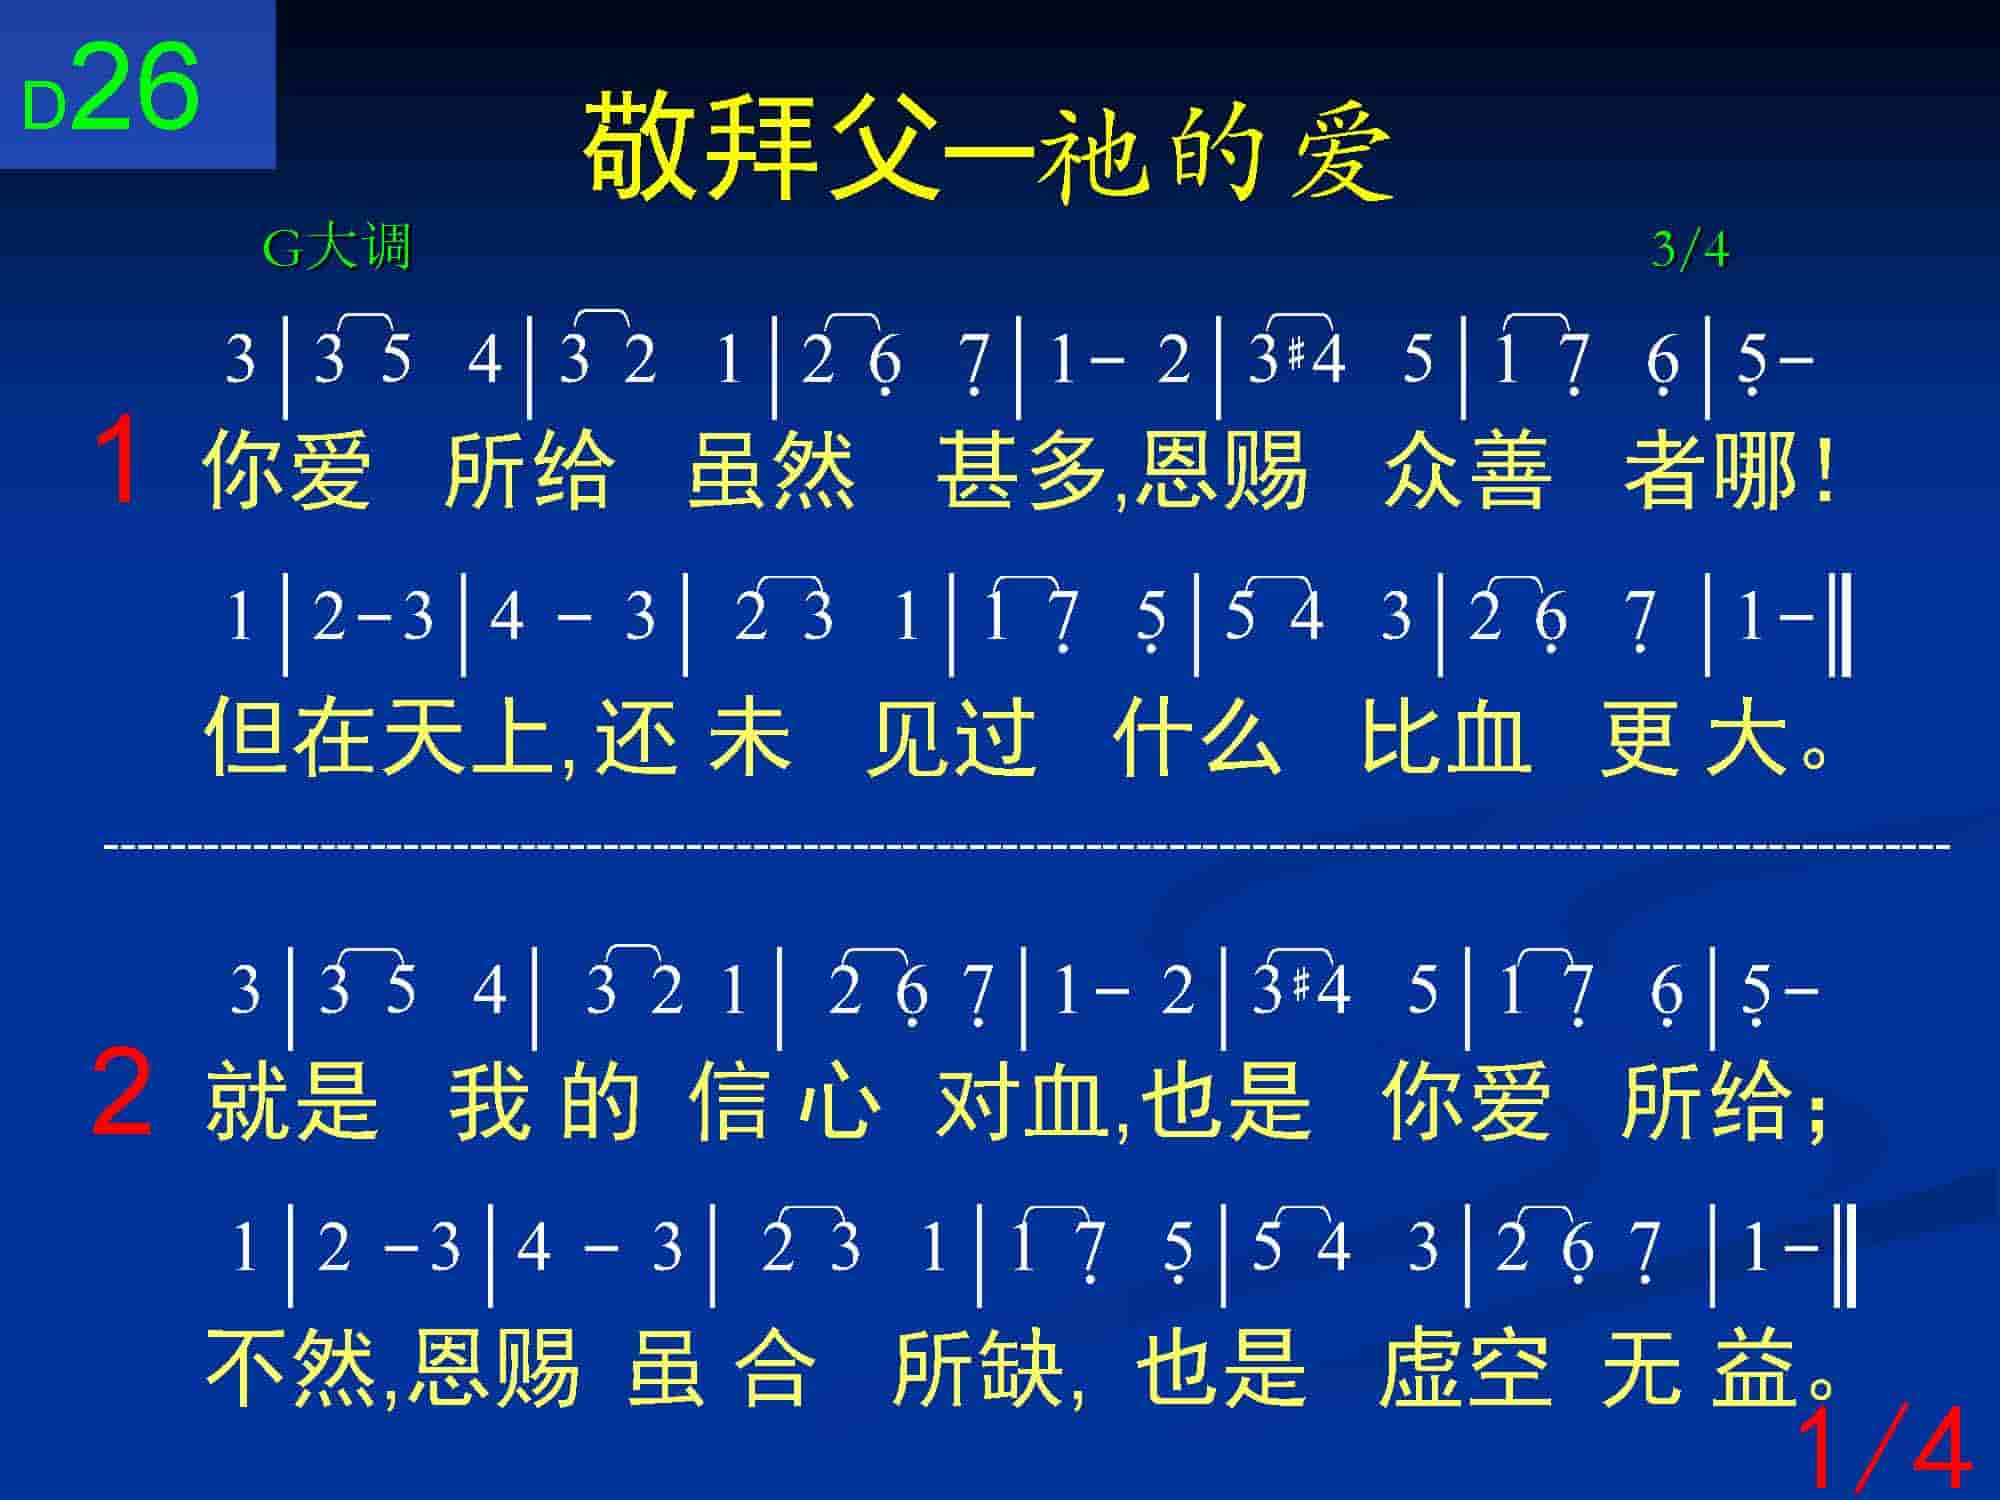 D26
敬拜父—祂的爱
G大调 3/4
3 | 3 5 4 | 3 2 1 | 2 6̣ 7̣ | 1 - 2 | 3 #4 5 | 1 7̣ 6̣ | 5̣ -
1 你爱 所给 虽然 甚多,恩赐 众善 者哪!
1 | 2 - 3 | 4 - 3 | 2 3 1 | 1 7̣ 5̣ | 5 4 3 | 2 6̣ 7̣ | 1 - ‖
但在天上,还未 见过 什么 比血 更大。
3 | 3 5 4 | 3 2 1 | 2 6̣ 7̣ | 1 - 2 | 3 #4 5 | 1 7̣ 6̣ | 5̣ -
2 就是 我的 信心 对血,也是 你爱 所给;
1 | 2 - 3 | 4 - 3 | 2 3 1 | 1 7̣ 5̣ | 5 4 3 | 2 6̣ 7̣ | 1 - ‖
不然,恩赐 虽合 所缺, 也是 虚空 无益。
1/4